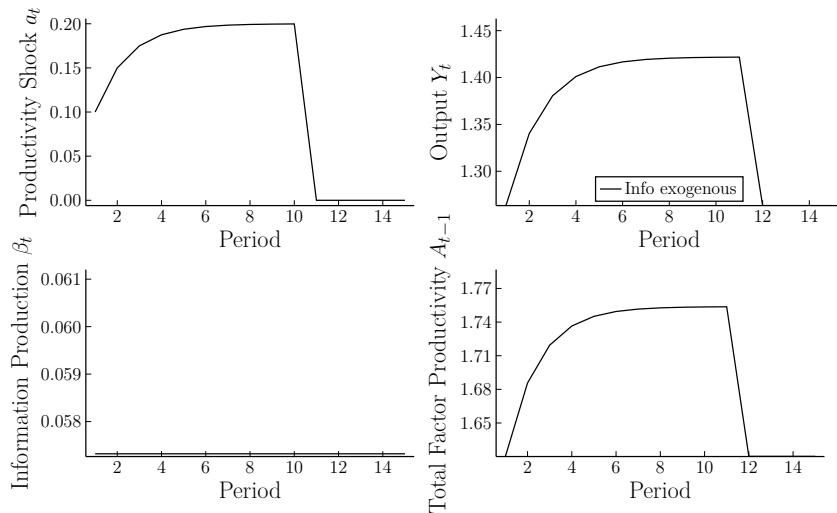 Productivity Shock a_t
0.20
0.15
0.10
0.05
0.00
2 4 6 8 10 12 14
Period
Output Y_t
1.45
1.40
1.35
1.30
Info exogenous
2 4 6 8 10 12 14
Period
Information Production β_t
0.061
0.060
0.059
0.058
2 4 6 8 10 12 14
Period
Total Factor Productivity A_{t−1}
1.77
1.74
1.71
1.68
1.65
2 4 6 8 10 12 14
Period